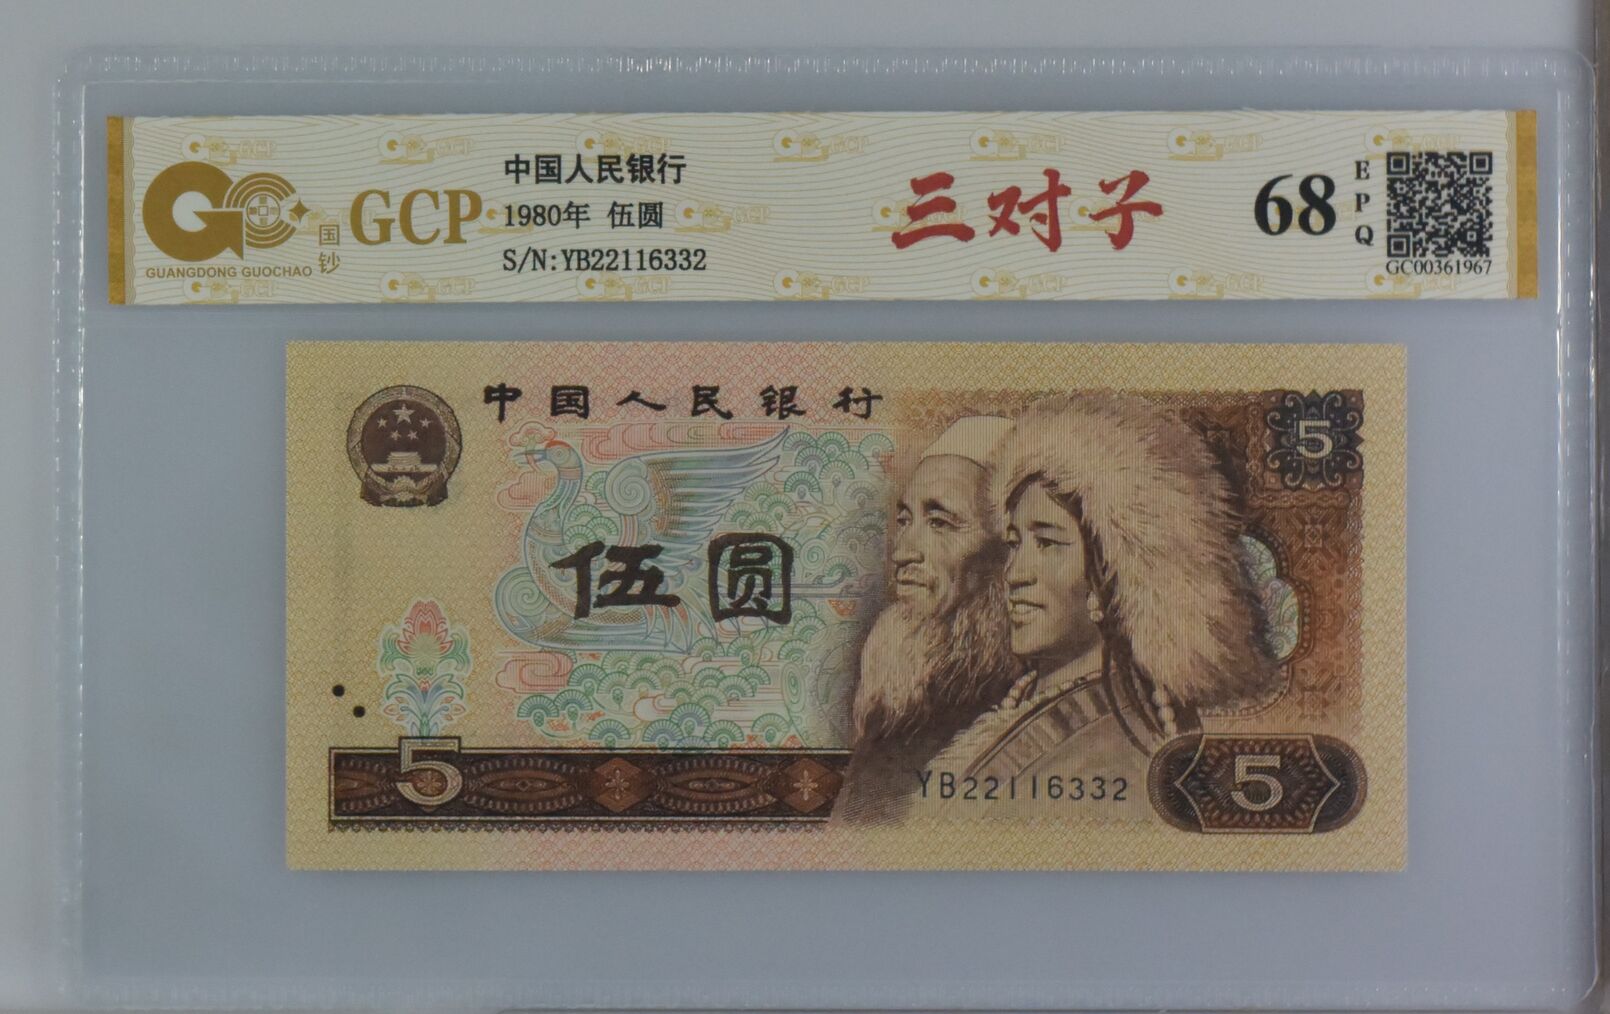 GCP
国钞
GUANGDONG GUOCHAO
中国人民银行
1980年 伍圆
S/N:YB22116332
三对子
68
EPQ
GC00361967
中国人民银行
5
伍圆
5
YB22116332
5